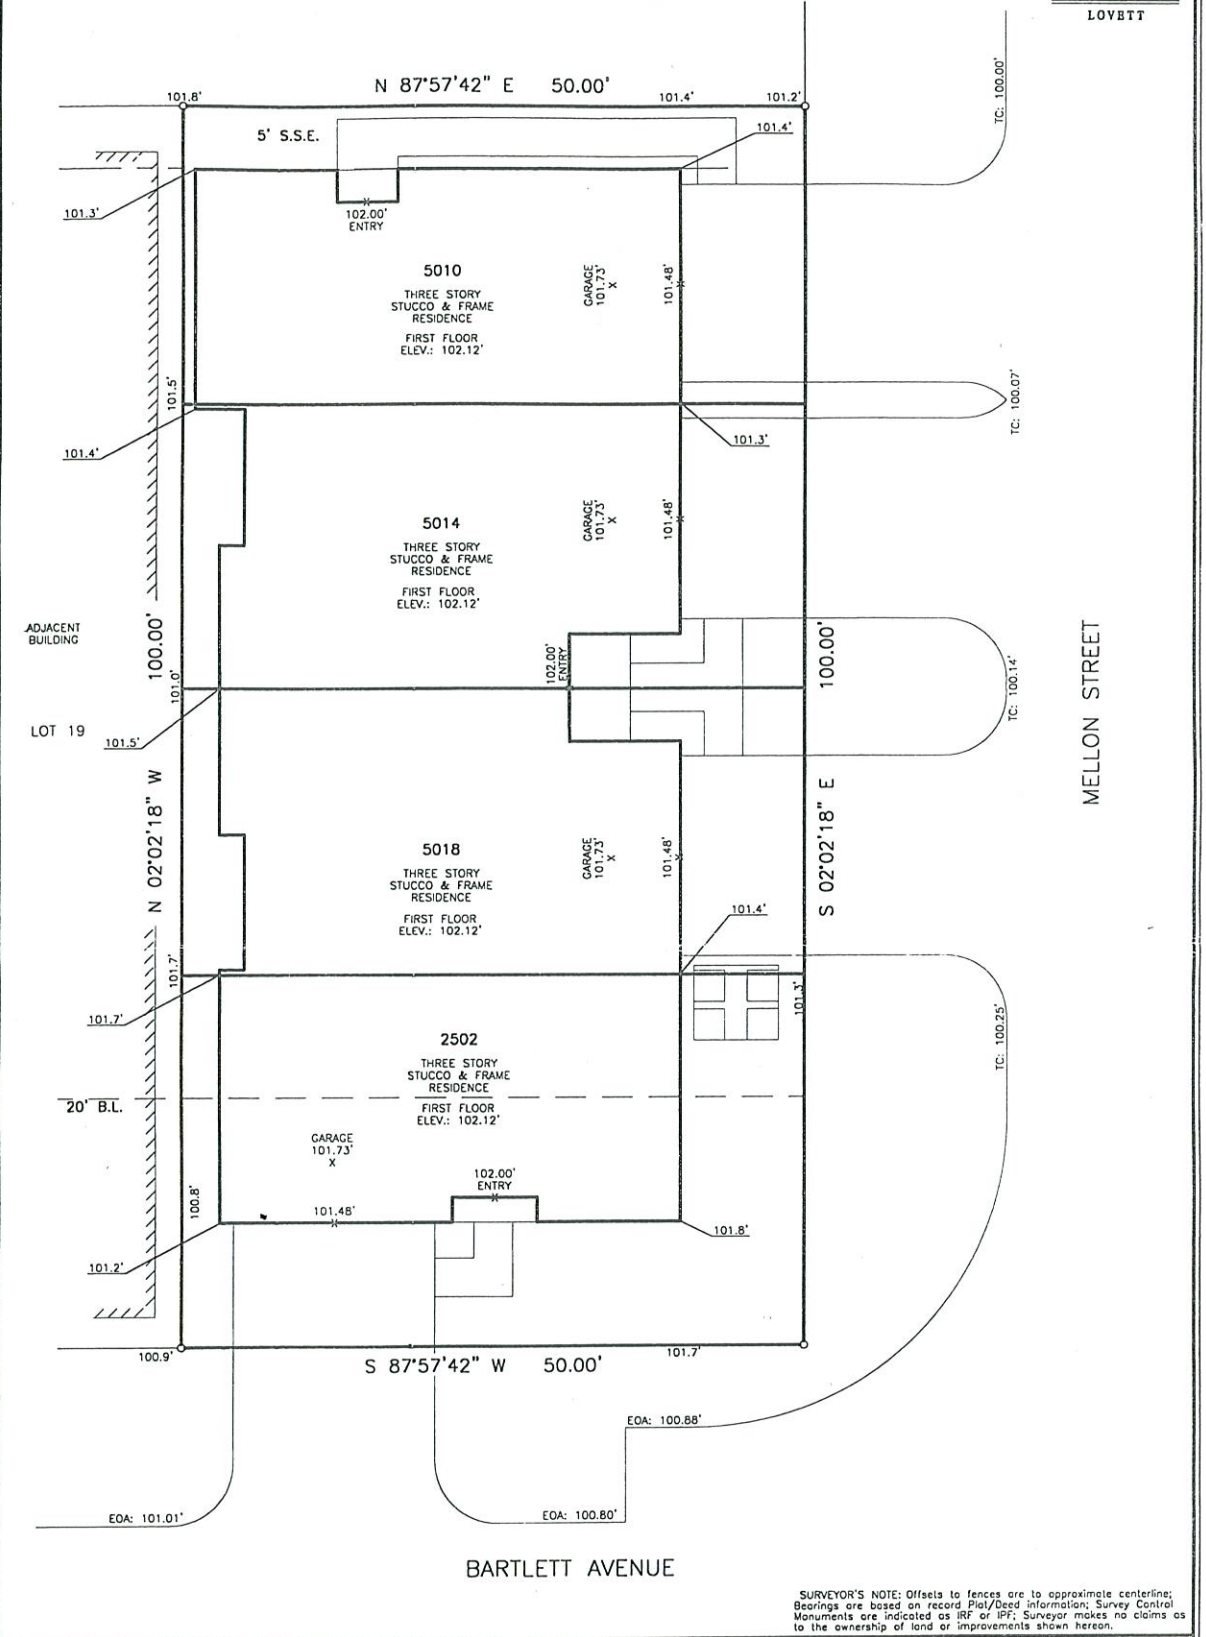 LOVETT
N 87°57'42" E 50.00'
101.8'
101.4'
101.2'
TC: 100.00'
5' S.S.E.
101.4'
101.3'
102.00'
ENTRY
5010
THREE STORY
STUCCO & FRAME
RESIDENCE
FIRST FLOOR
ELEV.: 102.12'
GARAGE
101.73'
X
101.48'
101.5'
TC: 100.07'
101.4'
101.3'
5014
THREE STORY
STUCCO & FRAME
RESIDENCE
FIRST FLOOR
ELEV.: 102.12'
GARAGE
101.73'
X
101.48'
ADJACENT
BUILDING
100.00'
102.00'
ENTRY
100.00'
101.0'
TC: 100.14'
MELLON STREET
LOT 19
101.5'
N 02°02'18" W
S 02°02'18" E
5018
THREE STORY
STUCCO & FRAME
RESIDENCE
FIRST FLOOR
ELEV.: 102.12'
GARAGE
101.73'
X
101.48'
101.4'
101.7'
101.3'
101.7'
TC: 100.25'
2502
THREE STORY
STUCCO & FRAME
RESIDENCE
20' B.L.
FIRST FLOOR
ELEV.: 102.12'
GARAGE
101.73'
X
102.00'
ENTRY
100.8'
101.48'
101.8'
101.2'
100.9'
101.7'
S 87°57'42" W 50.00'
EOA: 100.88'
EOA: 101.01'
EOA: 100.80'
BARTLETT AVENUE
SURVEYOR'S NOTE: Offsets to fences are to approximate centerline;
Bearings are based on record Plat/Deed information; Survey Control
Monuments are indicated as IRF or IPF; Surveyor makes no claims as
to the ownership of land or improvements shown hereon.